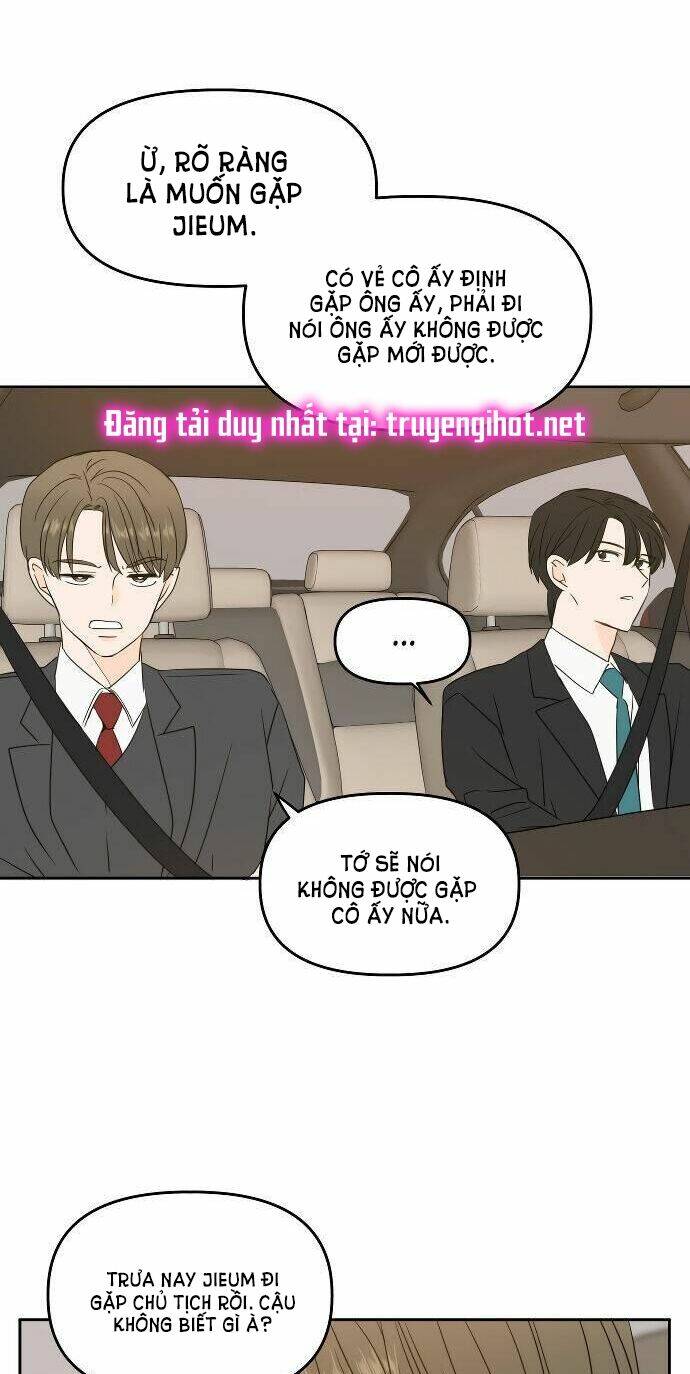 Ừ, RÕ RÀNG
LÀ MUỐN GẶP
JIEUM.
CÓ VẺ CÔ ẤY ĐỊNH
GẶP ÔNG ẤY, PHẢI ĐI
NÓI ÔNG ẤY KHÔNG ĐƯỢC
GẶP MỚI ĐƯỢC.
Đăng tải duy nhất tại: truyengihot.net
...
TỚ SẼ NÓI
KHÔNG ĐƯỢC GẶP
CÔ ẤY NỮA.
TRƯA NAY JIEUM ĐI
GẶP CHỦ TỊCH RỒI. CẬU
KHÔNG BIẾT GÌ À?